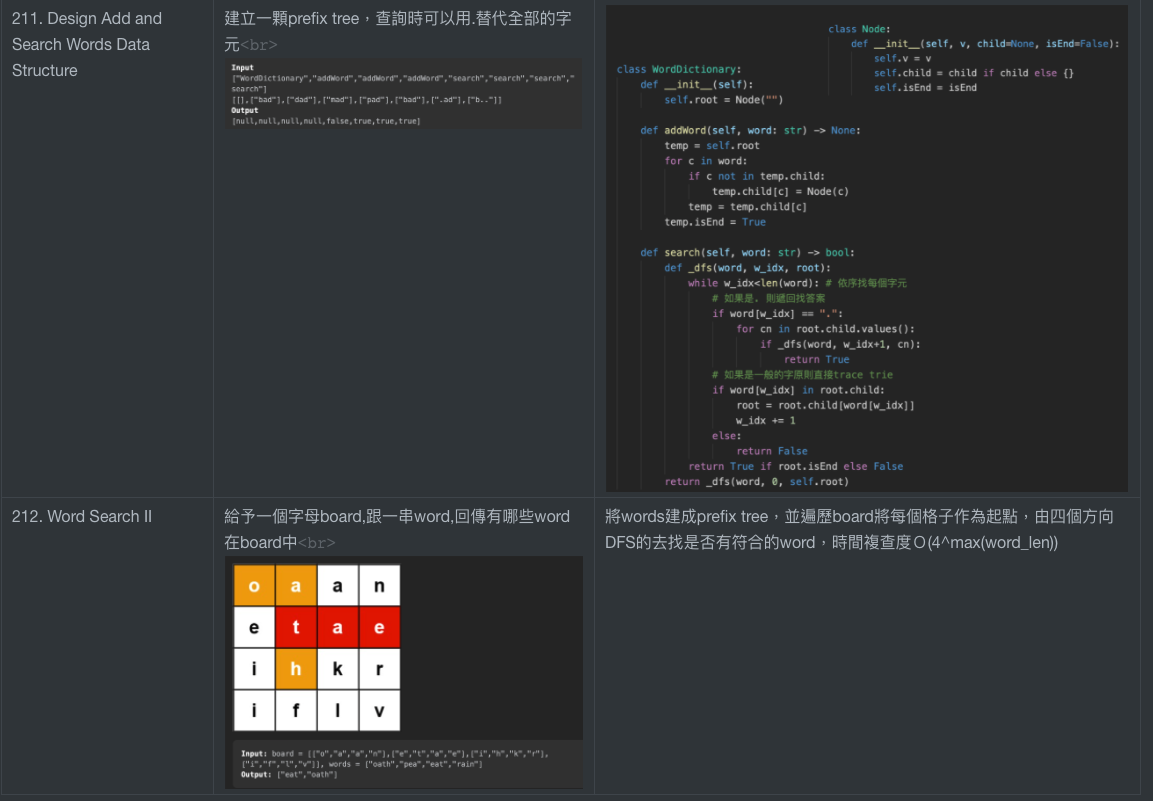 211. Design Add and
Search Words Data
Structure
建立一顆prefix tree，查詢時可以用.替代全部的字
元<br>
Input
["WordDictionary","addWord","addWord","addWord","search","search","search","
search"]
[[],["bad"],["dad"],["mad"],["pad"],["bad"],[".ad"],["b.."]]
Output
[null,null,null,null,false,true,true,true]
class Node:
def __init__(self, v, child=None, isEnd=False):
self.v = v
self.child = child if child else {}
self.isEnd = isEnd
class WordDictionary:
def __init__(self):
self.root = Node("")
def addWord(self, word: str) -> None:
temp = self.root
for c in word:
if c not in temp.child:
temp.child[c] = Node(c)
temp = temp.child[c]
temp.isEnd = True
def search(self, word: str) -> bool:
def _dfs(word, w_idx, root):
while w_idx<len(word): # 依序找每個字元
# 如果是. 則遞回找答案
if word[w_idx] == ".":
for cn in root.child.values():
if _dfs(word, w_idx+1, cn):
return True
# 如果是一般的字原則直接trace trie
if word[w_idx] in root.child:
root = root.child[word[w_idx]]
w_idx += 1
else:
return False
return True if root.isEnd else False
return _dfs(word, 0, self.root)
212. Word Search II
給予一個字母board,跟一串word,回傳有哪些word
在board中<br>
o a a n
e t a e
i h k r
i f l v
Input: board = [["o","a","a","n"],["e","t","a","e"],["i","h","k","r"],
["i","f","l","v"]], words = ["oath","pea","eat","rain"]
Output: ["eat","oath"]
將words建成prefix tree，並遍歷board將每個格子作為起點，由四個方向
DFS的去找是否有符合的word，時間複查度Ｏ(4^max(word_len))